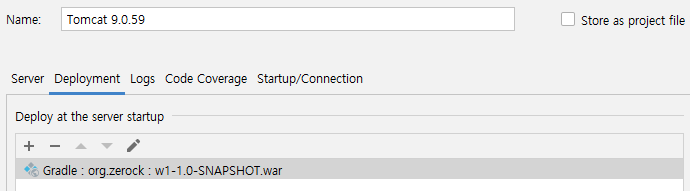 Name: Tomcat 9.0.59 Store as project file
Server Deployment Logs Code Coverage Startup/Connection
Deploy at the server startup
Gradle : org.zerock : w1-1.0-SNAPSHOT.war